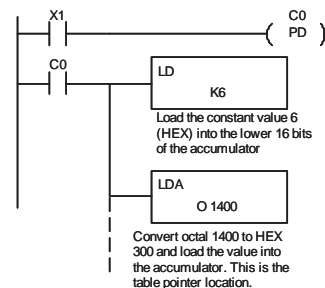 X1
C0
PD
C0
LD
K6
Load the constant value 6
(HEX) into the lower 16 bits
of the accumulator
LDA
O 1400
Convert octal 1400 to HEX
300 and load the value into
the accumulator. This is the
table pointer location.